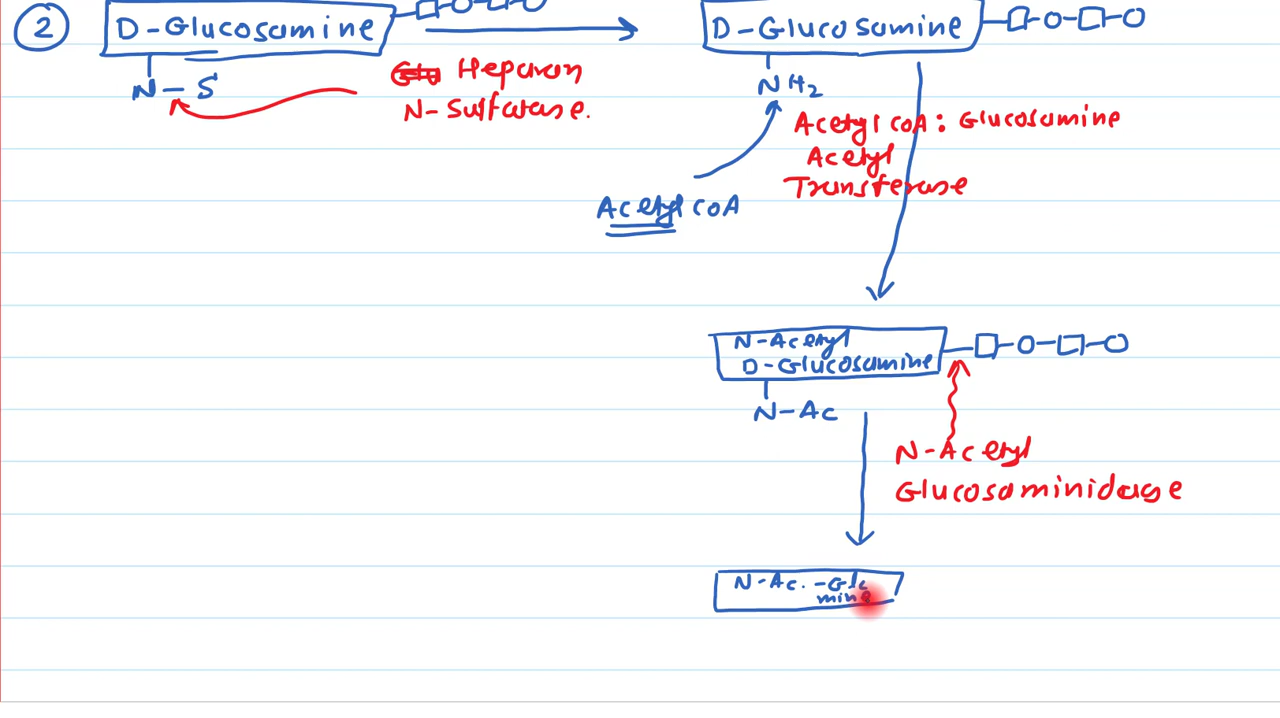 2
D-Glucosamine
N-S
Heparan
N-Sulfatase.
D-Glucosamine
NH2
Acetyl coA: Glucosamine
Acetyl
Transferase
Acetyl coA
N-Acetyl
D-Glucosamine
N-Ac
N-Acetyl
Glucosaminidase
N-Ac.-Glc
mine